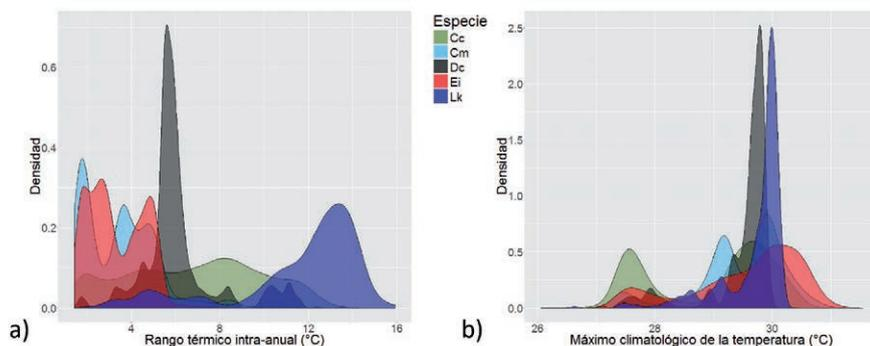 Densidad
0.6
0.4
0.2
0.0
4
8
12
16
Rango térmico intra-anual (°C)
a)
Especie
Cc
Cm
Dc
Ei
Lk
Densidad
2.5
2.0
1.5
1.0
0.5
0.0
26
28
30
Máximo climatológico de la temperatura (°C)
b)